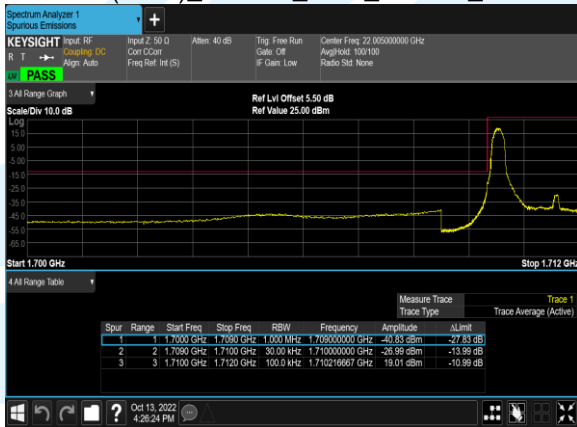 Spectrum Analyzer 1
Spurious Emissions
KEYSIGHT Input: RF Input Z: 50 Ω Atten: 40 dB Trig: Free Run Center Freq: 22.005000000 GHz
R T Coupling: DC Corr CCorr Gate: Off Avg|Hold: 100/100
Align: Auto Freq Ref: Int (S) IF Gain: Low Radio Std: None
PASS
3 All Range Graph
Ref Lvl Offset 5.50 dB
Scale/Div 10.0 dB Ref Value 25.00 dBm
Log
15.0
5.00
-5.00
-15.0
-25.0
-35.0
-45.0
-55.0
-65.0
Start 1.700 GHz Stop 1.712 GHz
4 All Range Table
Measure Trace Trace 1
Trace Type Trace Average (Active)
Spur Range Start Freq Stop Freq RBW Frequency Amplitude ΔLimit
1 1 1.7000 GHz 1.7090 GHz 1.000 MHz 1.709000000 GHz -40.83 dBm -27.83 dB
2 2 1.7090 GHz 1.7100 GHz 30.00 kHz 1.710000000 GHz -26.99 dBm -13.99 dB
3 3 1.7100 GHz 1.7120 GHz 100.0 kHz 1.710216667 GHz 19.01 dBm -10.99 dB
Oct 13, 2022
4:26:24 PM